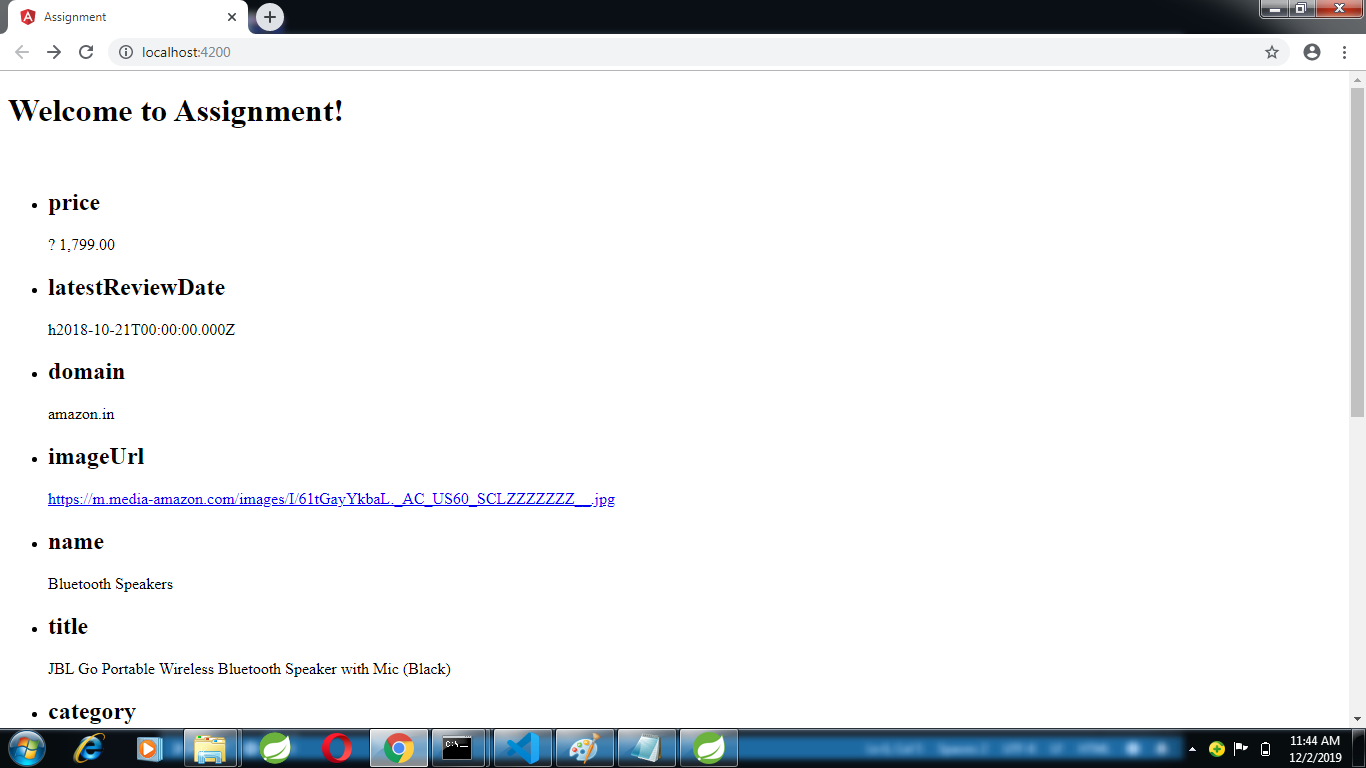 Assignment
localhost:4200
Welcome to Assignment!
price
? 1,799.00
latestReviewDate
h2018-10-21T00:00:00.000Z
domain
amazon.in
imageUrl
https://m.media-amazon.com/images/I/61tGayYkbaL._AC_US60_SCLZZZZZZZ__.jpg
name
Bluetooth Speakers
title
JBL Go Portable Wireless Bluetooth Speaker with Mic (Black)
category
C:\_
11:44 AM
12/2/2019